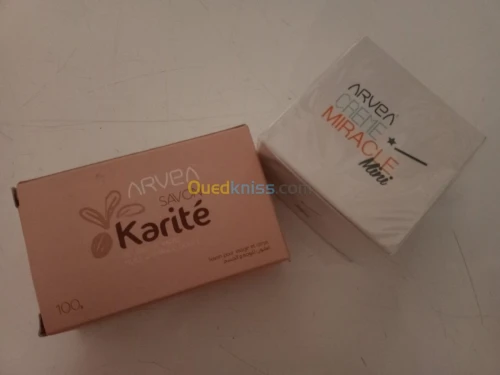 ARVEA
SAVON
Karité
100g
ARVEA
CREME
MIRACLE
Mini
Ouedkniss.com